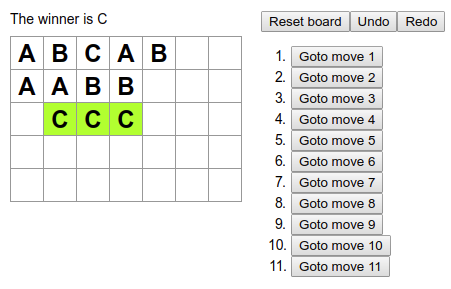 The winner is C
Reset board Undo Redo
A B C A B
A A B B
C C C
1. Goto move 1
2. Goto move 2
3. Goto move 3
4. Goto move 4
5. Goto move 5
6. Goto move 6
7. Goto move 7
8. Goto move 8
9. Goto move 9
10. Goto move 10
11. Goto move 11